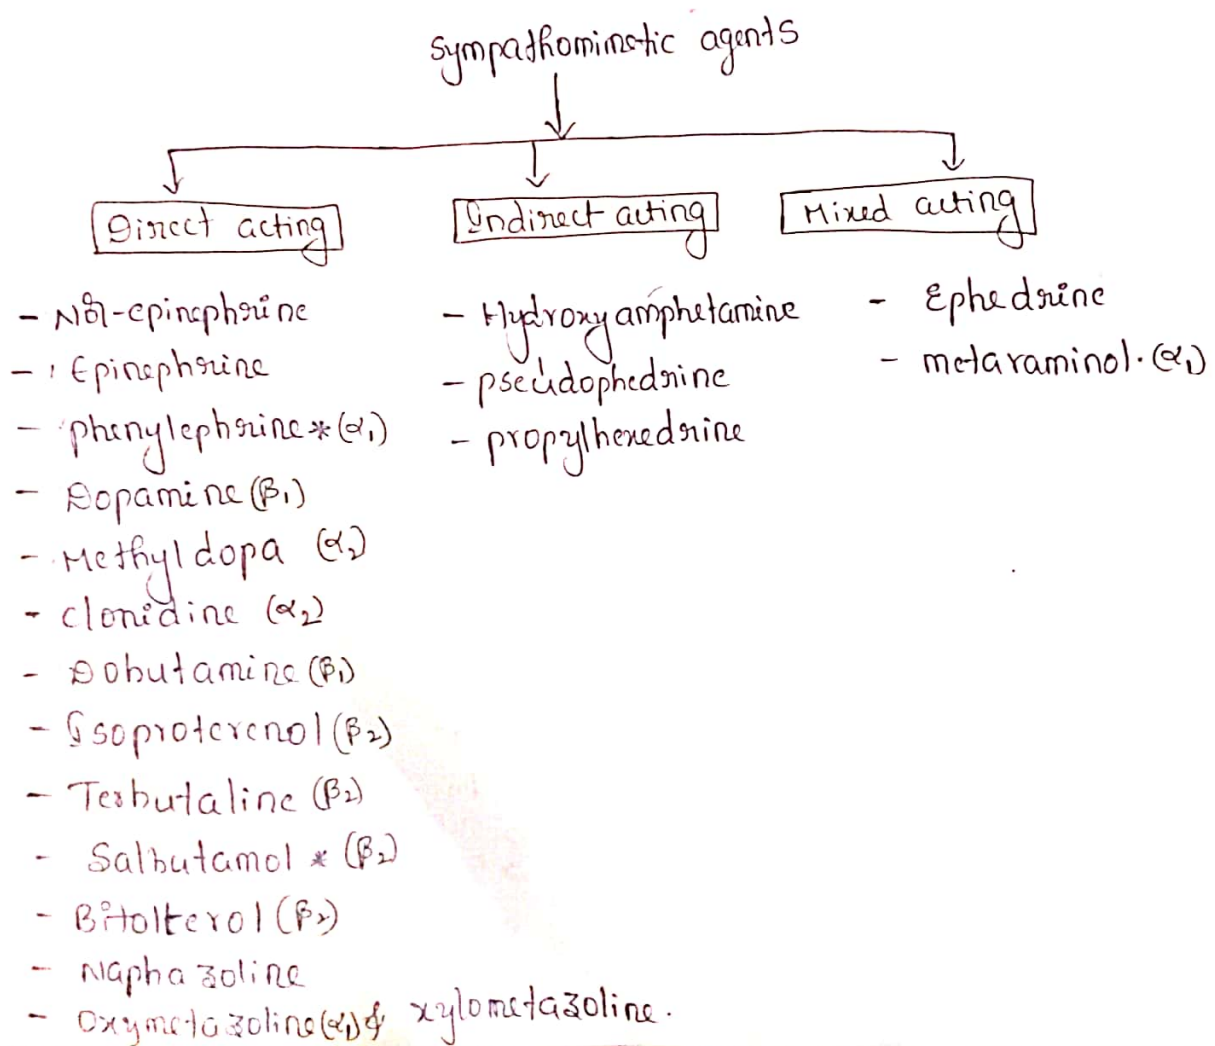 sympathomimetic agents
Direct acting
Indirect acting
Mixed acting
- Nor-epinephrine
- Epinephrine
- phenylephrine * (α1)
- Dopamine (β1)
- Methyldopa (α2)
- clonidine (α2)
- Dobutamine (β1)
- Isoproterenol (β2)
- Terbutaline (β2)
- Salbutamol * (β2)
- Bitolterol (β2)
- Naphazoline
- Oxymetazoline (α1) & xylometazoline.
- Hydroxyamphetamine
- pseudophedrine
- propylhexedrine
- Ephedrine
- metaraminol. (α1)